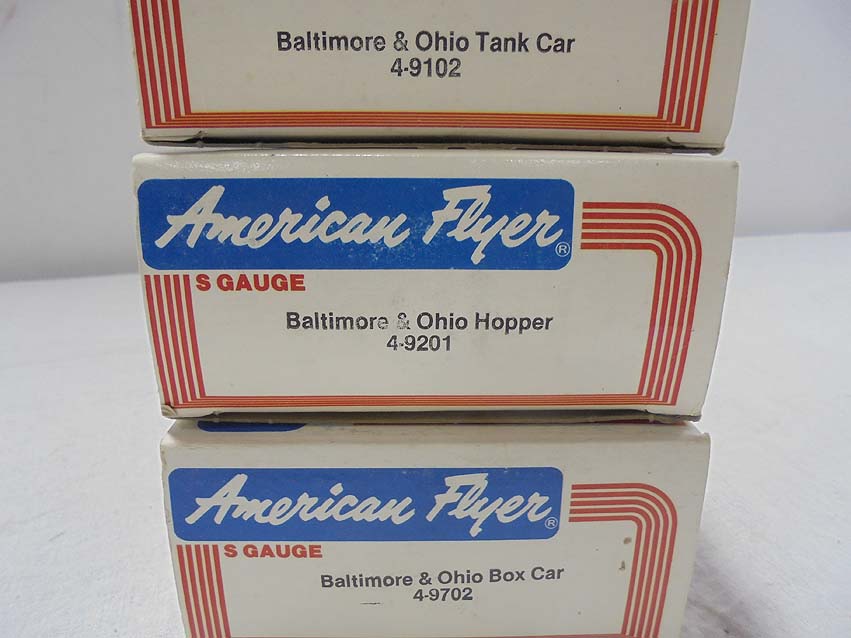 Baltimore & Ohio Tank Car
4-9102
American Flyer®
S GAUGE
Baltimore & Ohio Hopper
4-9201
American Flyer®
S GAUGE
Baltimore & Ohio Box Car
4-9702